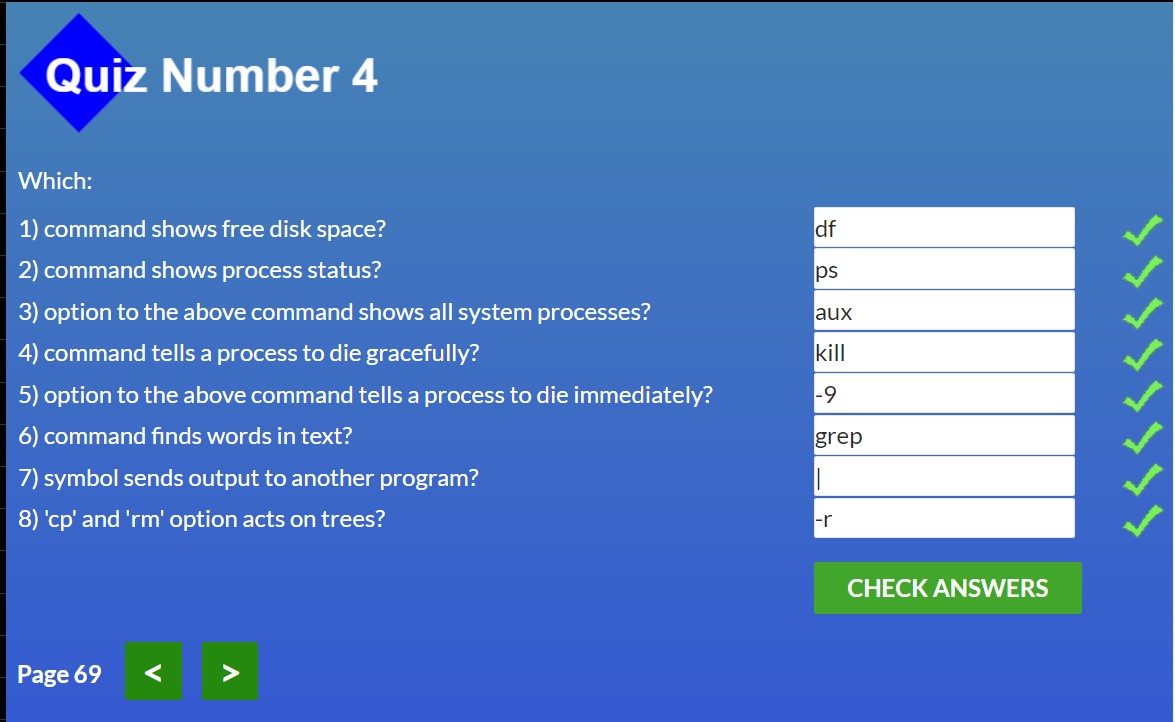 Quiz Number 4
Which:
1) command shows free disk space? df
2) command shows process status? ps
3) option to the above command shows all system processes? aux
4) command tells a process to die gracefully? kill
5) option to the above command tells a process to die immediately? -9
6) command finds words in text? grep
7) symbol sends output to another program? |
8) 'cp' and 'rm' option acts on trees? -r
CHECK ANSWERS
Page 69 < >